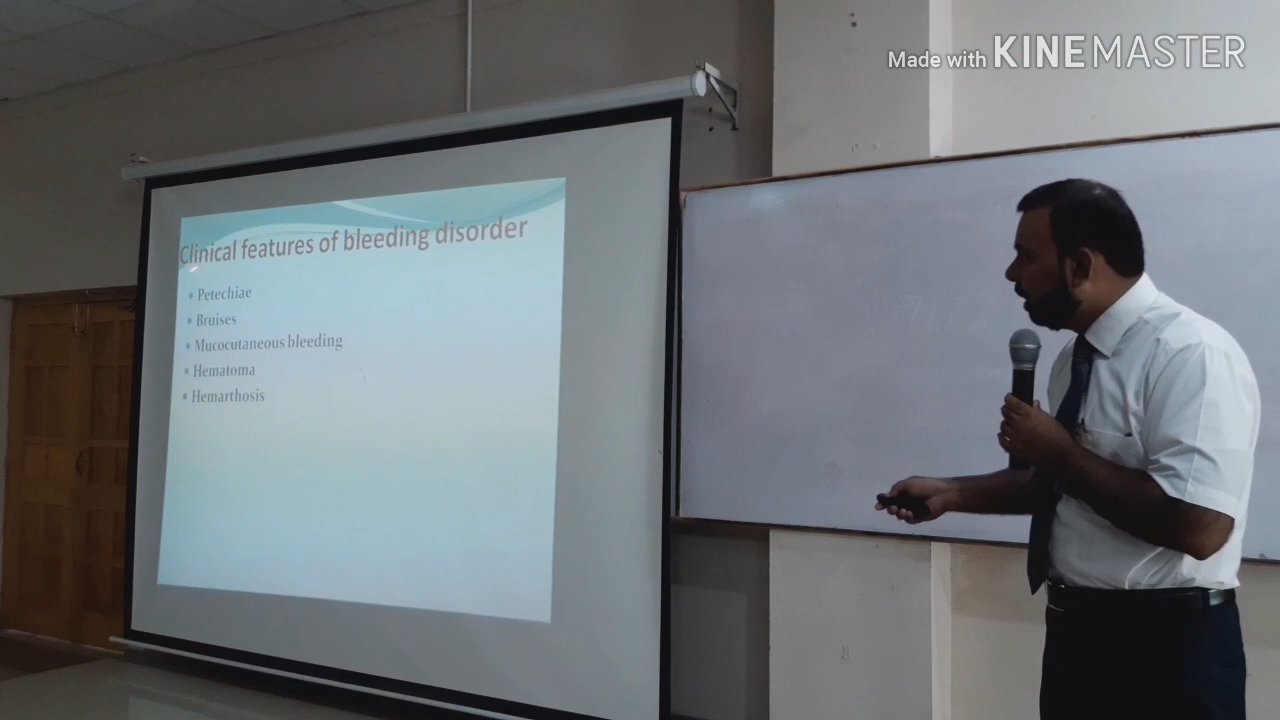 Made with KINEMASTER
Clinical features of bleeding disorder
• Petechiae
• Bruises
• Mucocutaneous bleeding
• Hematoma
• Hemarthosis